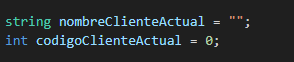 string nombreClienteActual = "";
int codigoClienteActual = 0;